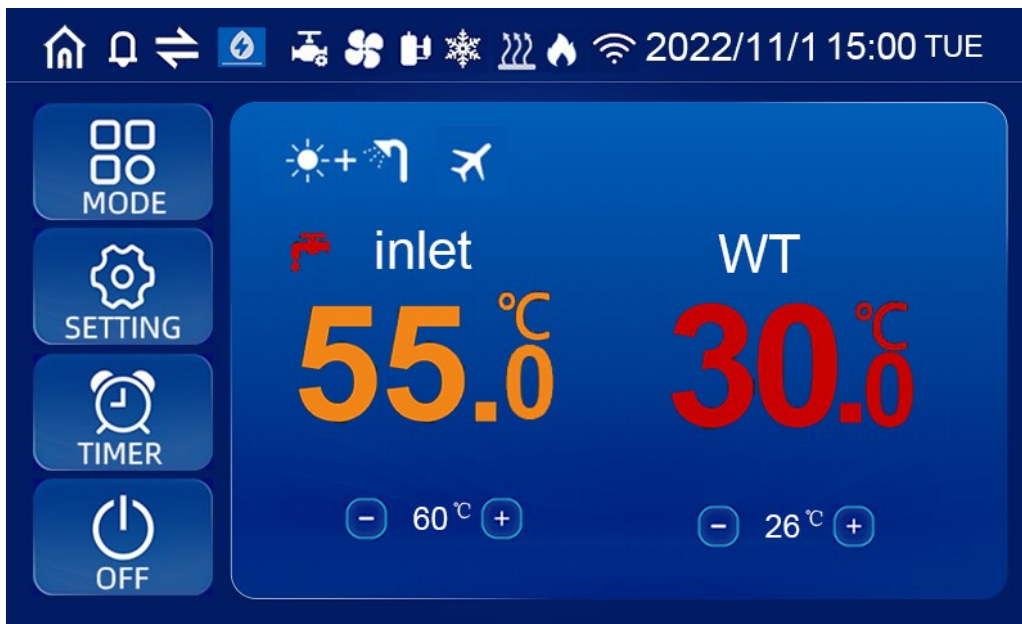 2022/11/1 15:00 TUE
MODE
SETTING
TIMER
OFF
inlet
WT
55.0℃
30.0℃
- 60℃ +
- 26℃ +